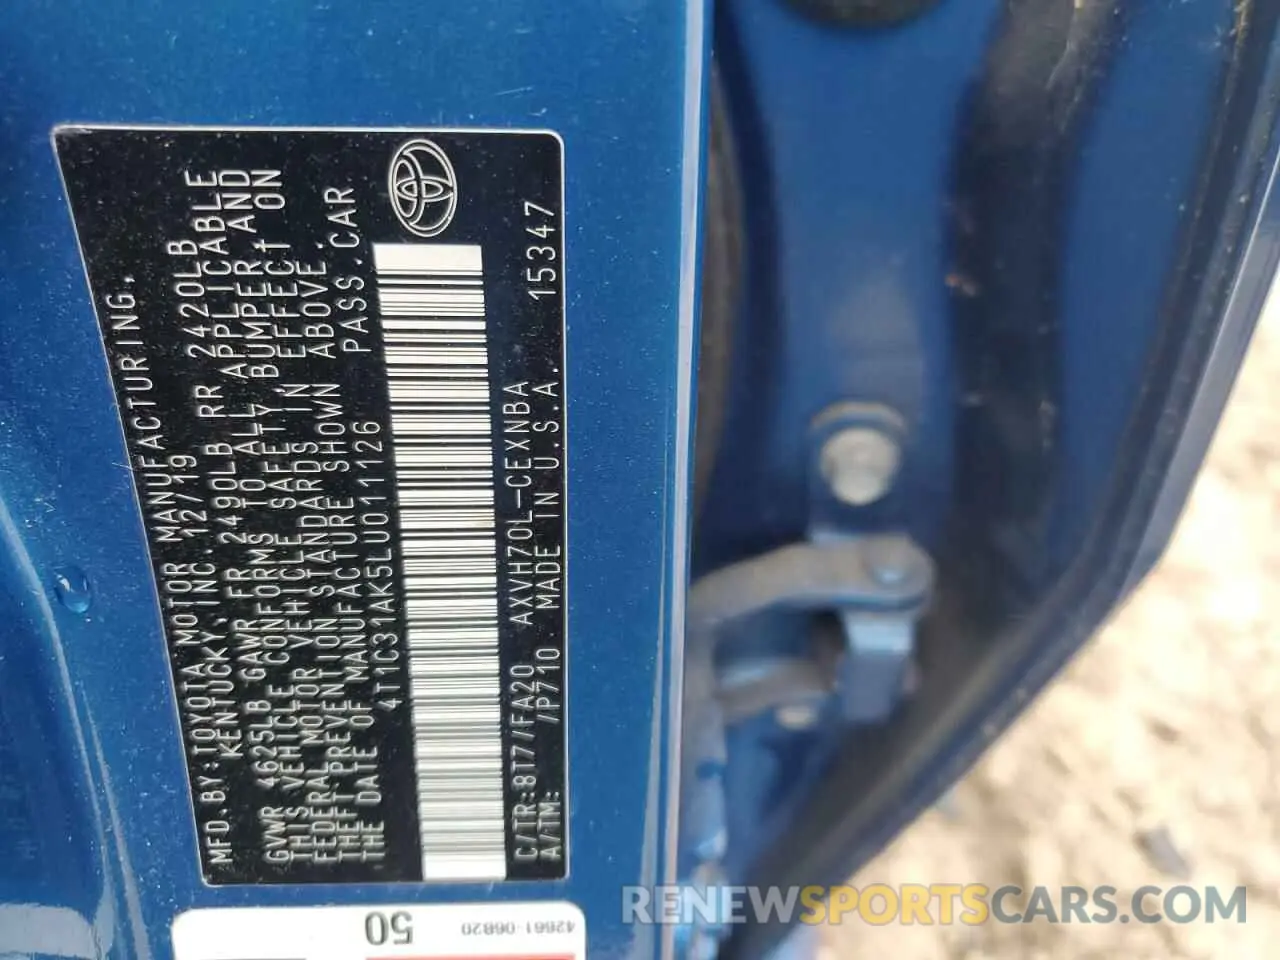 MFD. BY: TOYOTA MOTOR MANUFACTURING,
KENTUCKY, INC. 12/19
GVWR 4625LB GAWR FR 2490LB RR 2420LB
THIS VEHICLE CONFORMS TO ALL APPLICABLE
FEDERAL MOTOR VEHICLE SAFETY, BUMPER, AND
THEFT PREVENTION STANDARDS IN EFFECT ON
THE DATE OF MANUFACTURE SHOWN ABOVE.
4T1C31AK5LU011126 PASS. CAR
C/TR: 8T7/FA20 AXVH70L-CEXNBA 15347
A/TM: /P710 MADE IN U.S.A.
50
42661-06B20
RENEWSPORTSCARS.COM